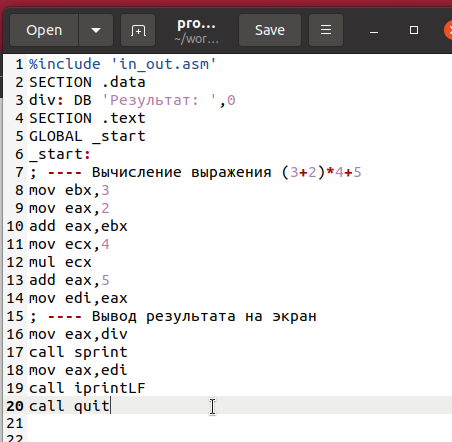 Open
pro...
~/wor...
Save
1 %include 'in_out.asm'
2 SECTION .data
3 div: DB 'Результат: ',0
4 SECTION .text
5 GLOBAL _start
6 _start:
7 ; ---- Вычисление выражения (3+2)*4+5
8 mov ebx,3
9 mov eax,2
10 add eax,ebx
11 mov ecx,4
12 mul ecx
13 add eax,5
14 mov edi,eax
15 ; ---- Вывод результата на экран
16 mov eax,div
17 call sprint
18 mov eax,edi
19 call iprintLF
20 call quit
21
22